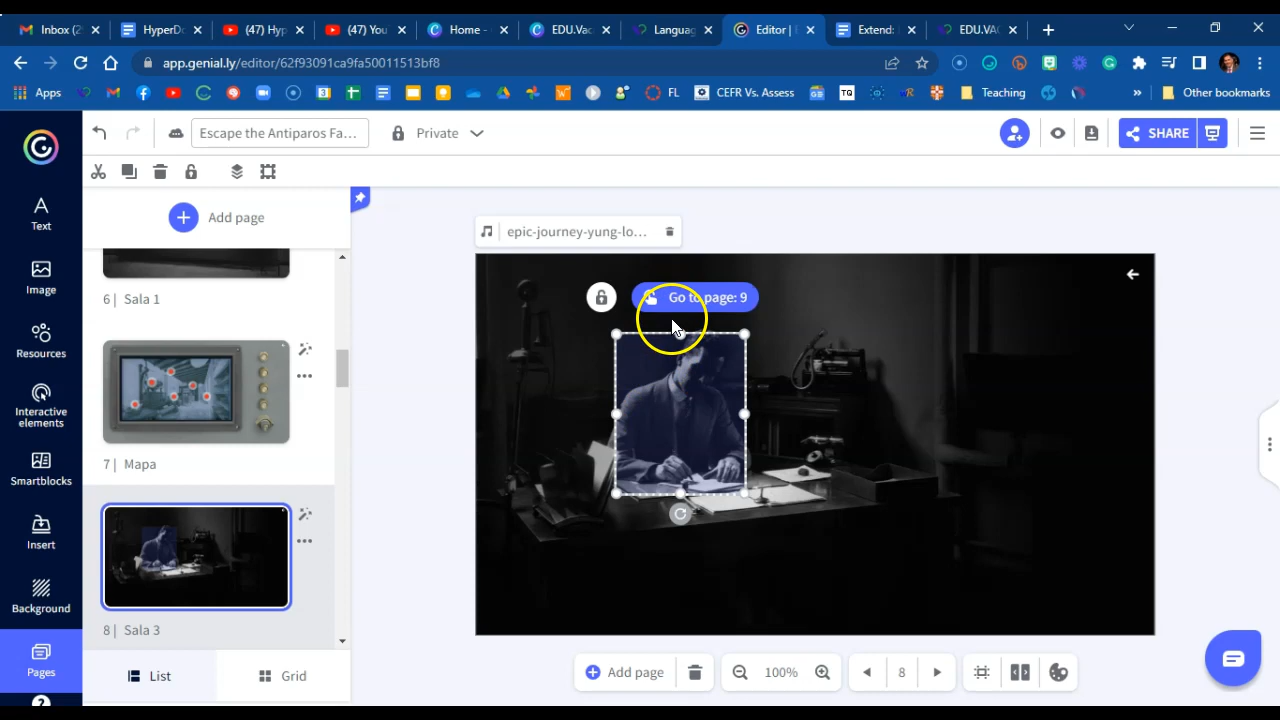 Inbox (2
HyperD
(47) Hyp
(47) You
Home -
EDU.Vac
Languag
Editor |
Extend:
EDU.VAC
app.genial.ly/editor/62f93091ca9fa50011513bf8
Apps
FL
CEFR Vs. Assess
TQ
Teaching
»
Other bookmarks
Escape the Antiparos Fa...
Private
SHARE
Text
Image
Resources
Interactive
elements
Smartblocks
Insert
Background
Pages
Add page
6 | Sala 1
7 | Mapa
8 | Sala 3
List
Grid
epic-journey-yung-lo...
Go to page: 9
Add page
100%
8